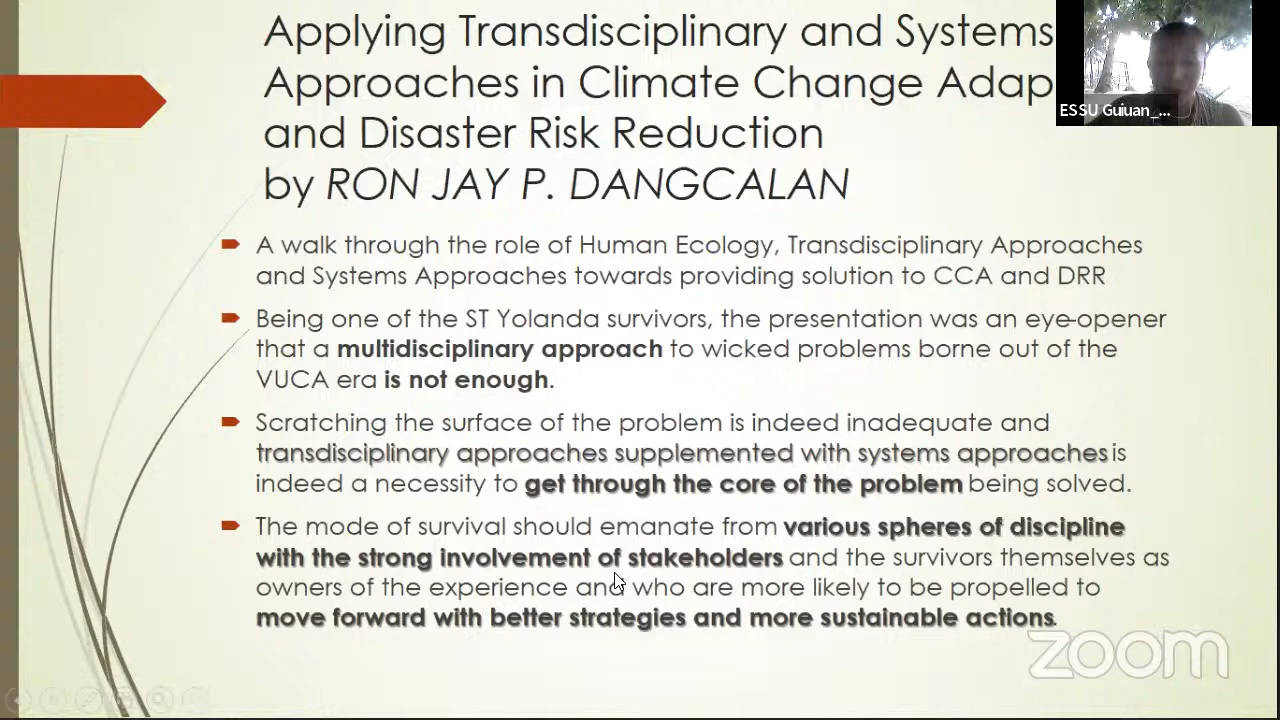 Applying Transdisciplinary and Systems
Approaches in Climate Change Adap
and Disaster Risk Reduction
by RON JAY P. DANGCALAN
ESSU Guiuan_...
A walk through the role of Human Ecology, Transdisciplinary Approaches
and Systems Approaches towards providing solution to CCA and DRR
Being one of the ST Yolanda survivors, the presentation was an eye-opener
that a multidisciplinary approach to wicked problems borne out of the
VUCA era is not enough.
Scratching the surface of the problem is indeed inadequate and
transdisciplinary approaches supplemented with systems approaches is
indeed a necessity to get through the core of the problem being solved.
The mode of survival should emanate from various spheres of discipline
with the strong involvement of stakeholders and the survivors themselves as
owners of the experience and who are more likely to be propelled to
move forward with better strategies and more sustainable actions.
zoom